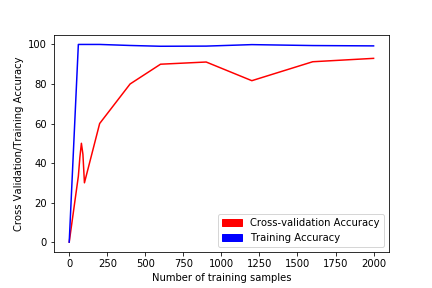 100
80
60
40
20
0
Cross Validation/Training Accuracy
Cross-validation Accuracy
Training Accuracy
0 250 500 750 1000 1250 1500 1750 2000
Number of training samples